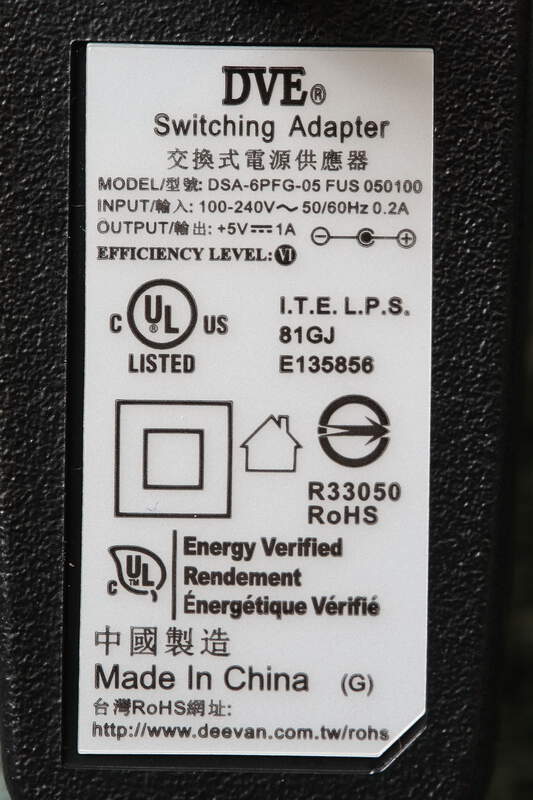 DVE®
Switching Adapter
交換式電源供應器
MODEL/型號: DSA-6PFG-05 FUS 050100
INPUT/輸入: 100-240V～ 50/60Hz 0.2A
OUTPUT/輸出: +5V⎓1A
EFFICIENCY LEVEL: VI
C UL® US
LISTED
I.T.E. L.P.S.
81GJ
E135856
R33050
RoHS
C UL™
Energy Verified
Rendement
Énergétique Vérifié
中國製造
Made In China (G)
台灣RoHS網址:
http://www.deevan.com.tw/rohs